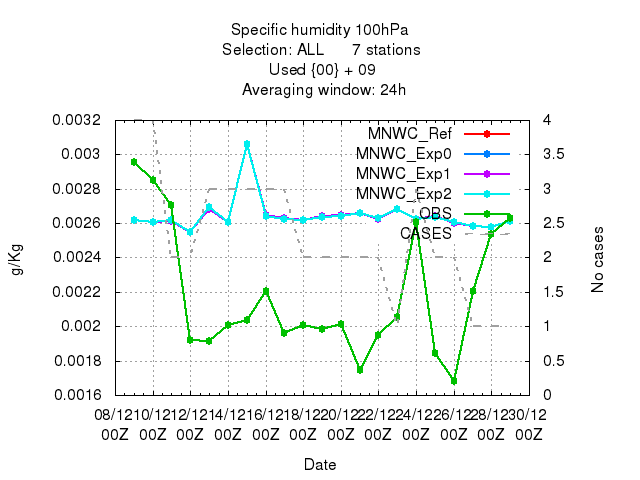 Specific humidity 100hPa
Selection: ALL 7 stations
Used {00} + 09
Averaging window: 24h
0.0032
0.003
0.0028
0.0026
0.0024
0.0022
0.002
0.0018
0.0016
g/Kg
MNWC_Ref
MNWC_Exp0
MNWC_Exp1
MNWC_Exp2
OBS
CASES
4
3.5
3
2.5
2
1.5
1
0.5
0
No cases
08/12 10/12 12/12 14/12 16/12 18/12 20/12 22/12 24/12 26/12 28/12 30/12
00Z 00Z 00Z 00Z 00Z 00Z 00Z 00Z 00Z 00Z 00Z 00Z
Date